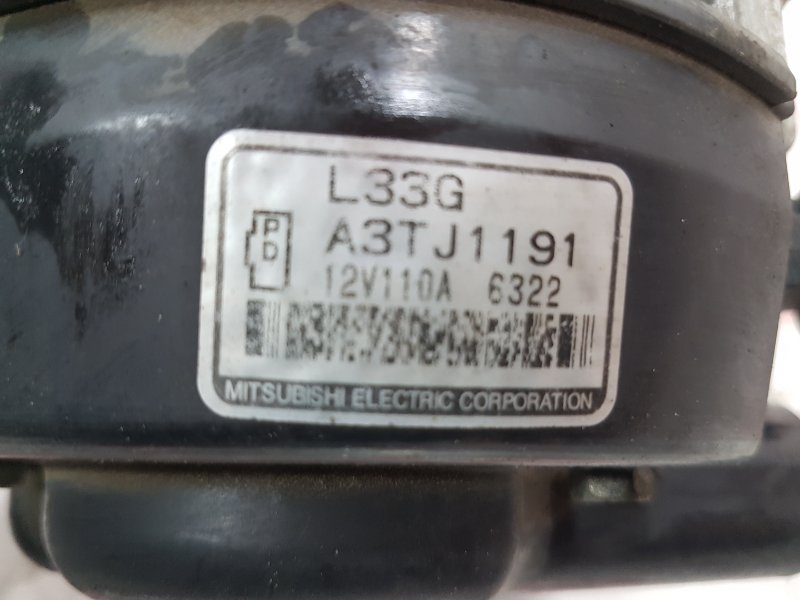 L33G
P
D
A3TJ1191
12V110A 6322
MITSUBISHI ELECTRIC CORPORATION